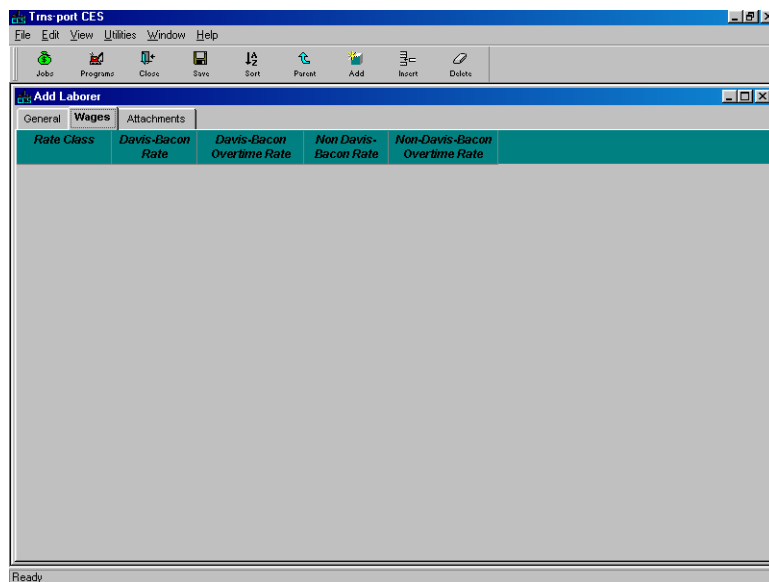 Trns·port CES
File Edit View Utilities Window Help
Jobs Programs Close Save Sort Parent Add Insert Delete
Add Laborer
General Wages Attachments
Rate Class Davis-Bacon Rate Davis-Bacon Overtime Rate Non Davis-Bacon Rate Non-Davis-Bacon Overtime Rate
Ready